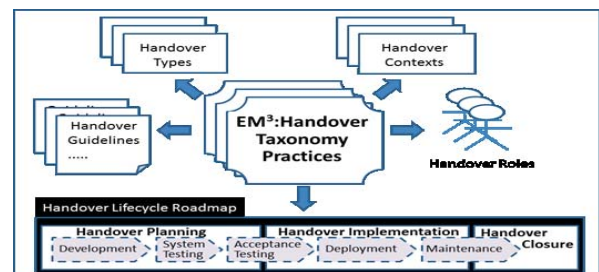 Handover
Types
Handover
Contexts
EM³:Handover
Taxonomy
Practices
Handover
Guidelines
.....
Handover Roles
Handover Lifecycle Roadmap
Handover Planning
Handover Implementation
Handover
Closure
Development
System
Testing
Acceptance
Testing
Deployment
Maintenance